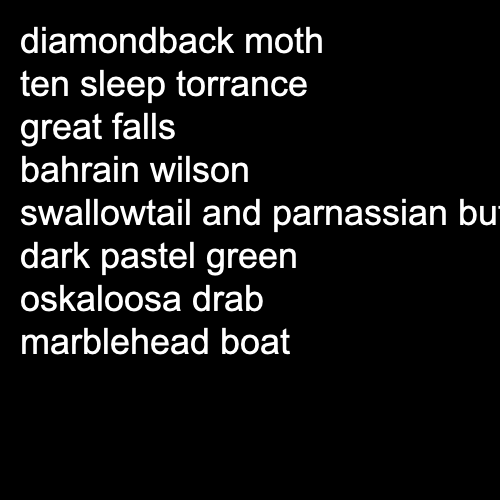 diamondback moth
ten sleep torrance
great falls
bahrain wilson
swallowtail and parnassian
dark pastel green
oskaloosa drab
marblehead boat